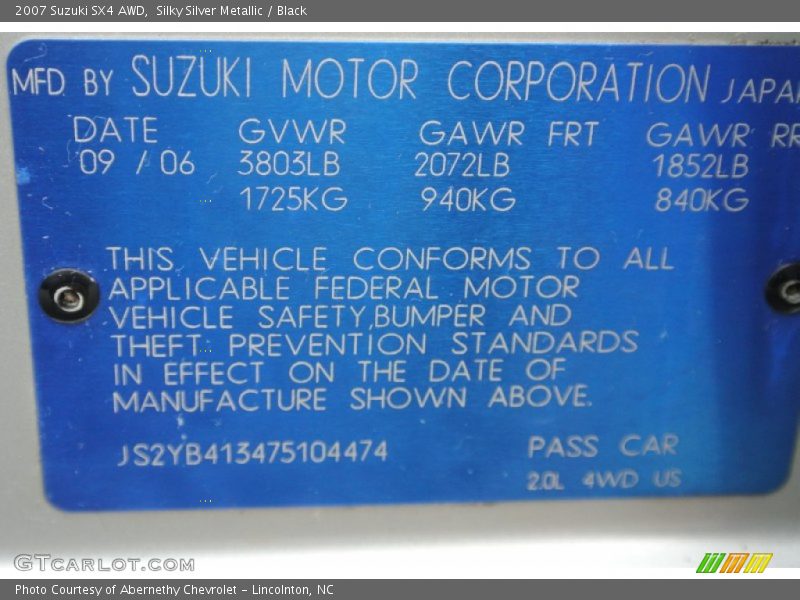 2007 Suzuki SX4 AWD, Silky Silver Metallic / Black
MFD BY SUZUKI MOTOR CORPORATION JAPA
DATE GVWR GAWR FRT GAWR RR
09 / 06 3803LB 2072LB 1852LB
1725KG 940KG 840KG
THIS VEHICLE CONFORMS TO ALL
APPLICABLE FEDERAL MOTOR
VEHICLE SAFETY,BUMPER AND
THEFT PREVENTION STANDARDS
IN EFFECT ON THE DATE OF
MANUFACTURE SHOWN ABOVE.
JS2YB413475104474 PASS CAR
2.0L 4WD US
GTCARLOT.COM
Photo Courtesy of Abernethy Chevrolet - Lincolnton, NC